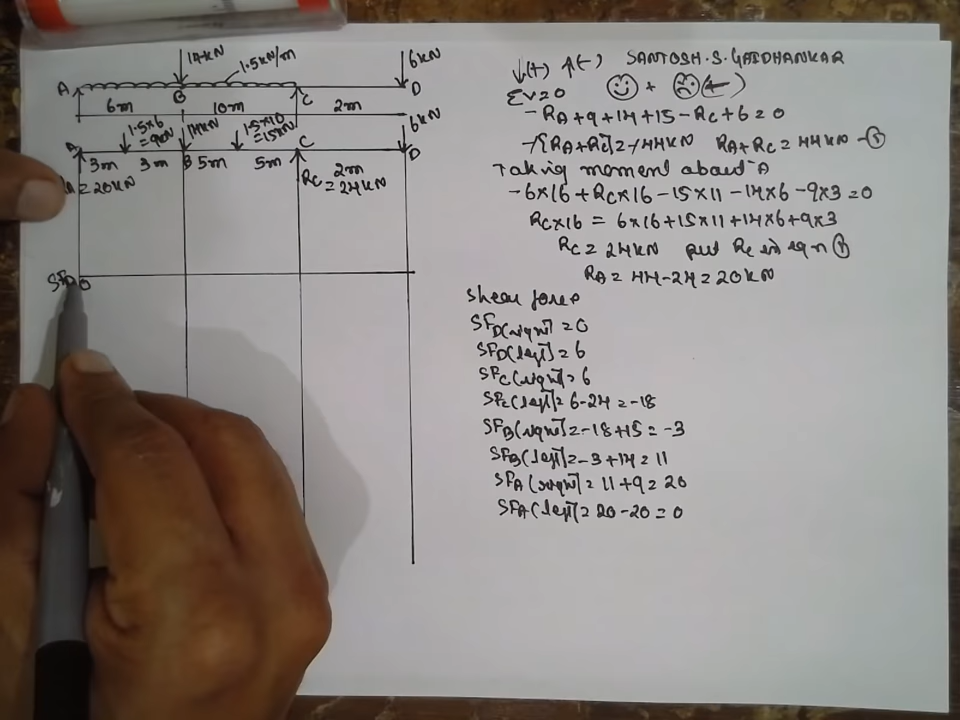 14kN 1.5kN/m 6kN
A B C D
6m 10m 2m
1.5×6 =9kN 14kN 1.5×10 =15kN 6kN
A B C D
3m 3m 5m 5m 2m
=20kN RC =24kN
SFD 0
↓(+) ↑(-) SANTOSH.S.GAIDHANKAR
ΣV=0 ☺ + ☹ (-)
-RA+9+14+15-RC+6=0
-[RA+RC]=-44kN RA+RC=44kN -①
Taking moment about A
-6×16+RC×16-15×11-14×6-9×3=0
RC×16 = 6×16+15×11+14×6+9×3
RC=24kN put RC in eqn ①
RA=44-24=20kN
Shear force
SFD(right)=0
SFD(left)=6
SFC(right)=6
SFC(left)=6-24=-18
SFB(right)=-18+15=-3
SFB(left)=-3+14=11
SFA(right)=11+9=20
SFA(left)=20-20=0